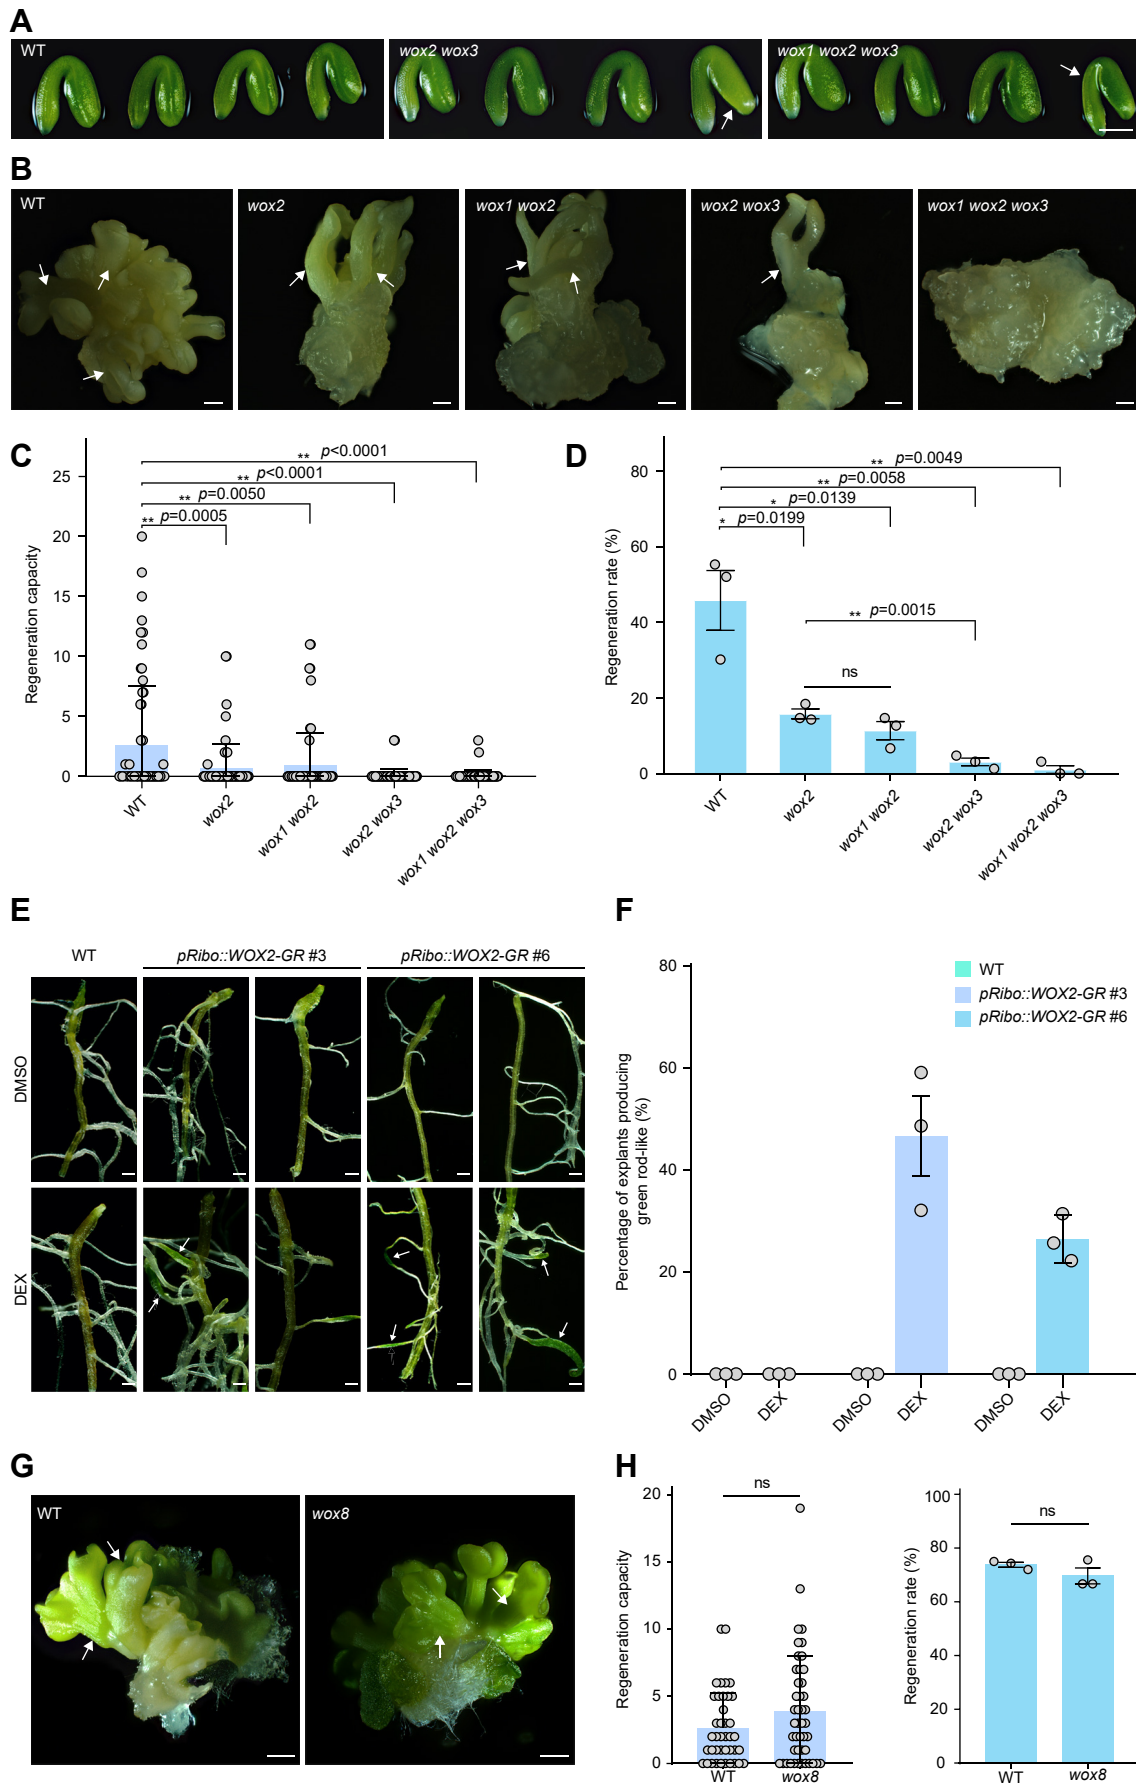 A
WT
wox2 wox3
wox1 wox2 wox3
B
WT
wox2
wox1 wox2
wox2 wox3
wox1 wox2 wox3
C
Regeneration capacity
25
20
15
10
5
0
** p<0.0001
** p<0.0001
** p=0.0050
** p=0.0005
WT
wox2
wox1 wox2
wox2 wox3
wox1 wox2 wox3
D
Regeneration rate (%)
80
60
40
20
0
** p=0.0049
** p=0.0058
* p=0.0139
* p=0.0199
** p=0.0015
ns
WT
wox2
wox1 wox2
wox2 wox3
wox1 wox2 wox3
E
WT
pRibo::WOX2-GR #3
pRibo::WOX2-GR #6
DMSO
DEX
F
Percentage of explants producing
green rod-like (%)
80
60
40
20
0
WT
pRibo::WOX2-GR #3
pRibo::WOX2-GR #6
DMSO
DEX
DMSO
DEX
DMSO
DEX
G
WT
wox8
H
Regeneration capacity
20
15
10
5
0
ns
WT
wox8
Regeneration rate (%)
100
80
60
40
20
0
ns
WT
wox8